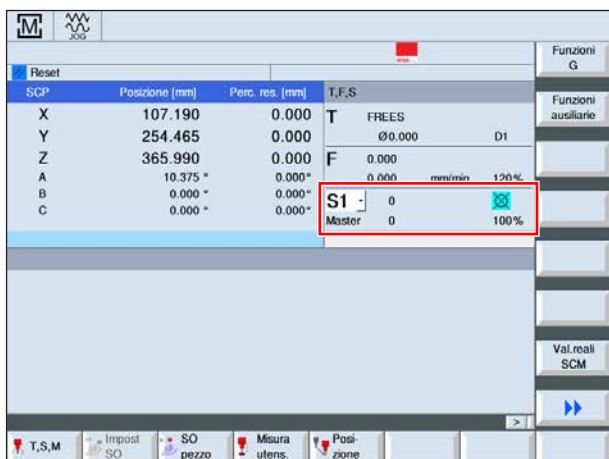 M
JOG
Funzioni
G
Reset
SCP Posizione [mm] Perc. res. [mm] T,F,S
Funzioni
ausiliarie
X 107.190 0.000 T FREES
Y 254.465 0.000 Ø0.000 D1
Z 365.990 0.000 F 0.000
A 10.375 ° 0.000° 0.000 mm/min 120%
B 0.000 ° 0.000° S1 0
C 0.000 ° 0.000° Master 0 100%
Val.reali
SCM
>
T,S,M
Impost
SO
SO
pezzo
Misura
utens.
Posi-
zione